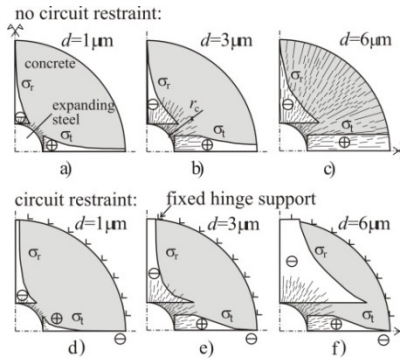 no circuit restraint:
d=1μm
d=3μm
d=6μm
concrete
σr
σr
σr
expanding
steel
rc
σt
σt
σt
⊖
⊕
⊖
⊕
⊖
⊕
a)
b)
c)
circuit restraint:
fixed hinge support
d=1μm
d=3μm
d=6μm
σr
σr
σr
⊖
⊕
σt
⊖
⊕
σt
⊖
⊕
σt
d)
⊖
e)
⊖
f)
⊖